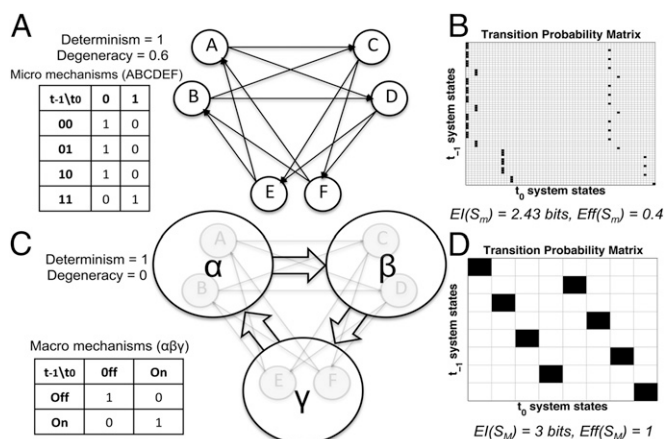 A
Determinism = 1
Degeneracy = 0.6
Micro mechanisms (ABCDEF)
t-1\t0 0 1
00 1 0
01 1 0
10 1 0
11 0 1
A C
B D
E F
B
Transition Probability Matrix
t₋₁ system states
t₀ system states
EI(Sₘ) = 2.43 bits, Eff(Sₘ) = 0.4
C
Determinism = 1
Degeneracy = 0
Macro mechanisms (αβγ)
t-1\t0 Off On
Off 1 0
On 0 1
A C
α β
B D
E F
γ
D
Transition Probability Matrix
t₋₁ system states
t₀ system states
EI(S_M) = 3 bits, Eff(S_M) = 1